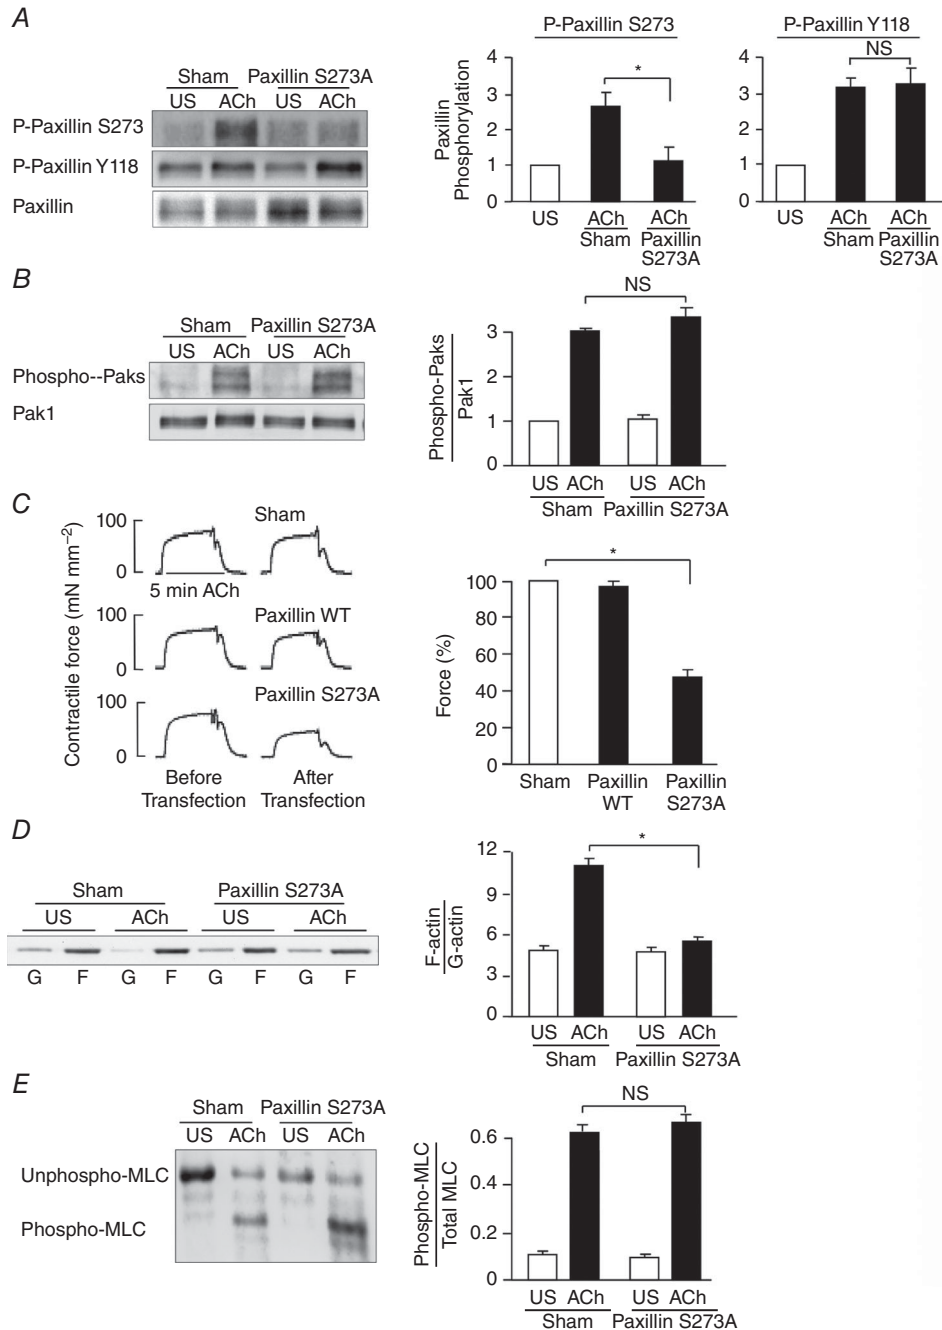 A
Sham Paxillin S273A
US ACh US ACh
P-Paxillin S273
P-Paxillin Y118
Paxillin
P-Paxillin S273
Paxillin
Phosphorylation
6
4
2
0
*
US ACh ACh
Sham Paxillin
S273A
P-Paxillin Y118
NS
4
3
2
1
0
US ACh ACh
Sham Paxillin
S273A
B
Sham Paxillin S273A
US ACh US ACh
Phospho--Paks
Pak1
NS
Phospho-Paks
Pak1
3
2
1
0
US ACh US ACh
Sham Paxillin S273A
C
Contractile force (mN mm−2)
100
0
Sham
5 min ACh
100
0
Paxillin WT
100
0
Paxillin S273A
Before
Transfection
After
Transfection
*
Force (%)
100
80
60
40
20
0
Sham Paxillin
WT
Paxillin
S273A
D
Sham Paxillin S273A
US ACh US ACh
G F G F G F G F
*
F-actin
G-actin
12
9
6
3
0
US ACh US ACh
Sham Paxillin S273A
E
Sham Paxillin S273A
US ACh US ACh
Unphospho-MLC
Phospho-MLC
NS
Phospho-MLC
Total MLC
0.6
0.4
0.2
0
US ACh US ACh
Sham Paxillin S273A